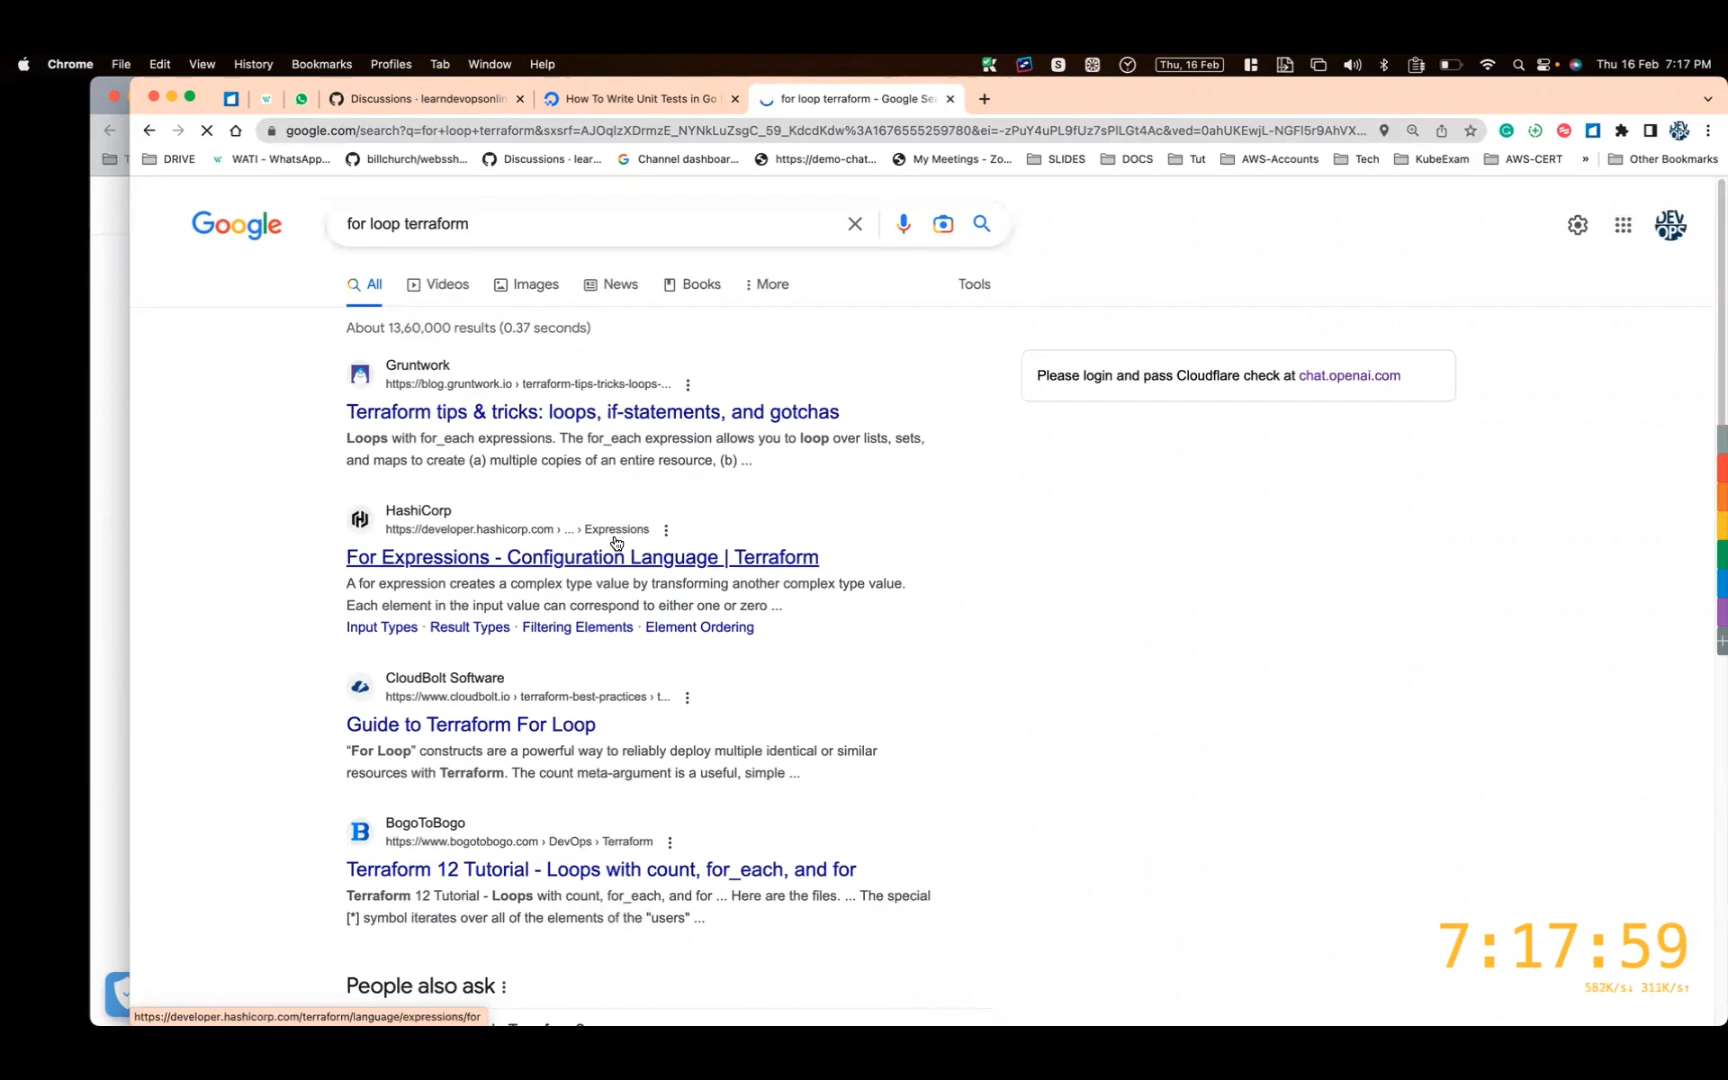 Chrome File Edit View History Bookmarks Profiles Tab Window Help
S Thu, 16 Feb Thu 16 Feb 7:17 PM
Discussions · learndevopsonlin How To Write Unit Tests in Go for loop terraform - Google Sea
google.com/search?q=for+loop+terraform&sxsrf=AJOqlzXDrmzE_NYNkLuZsgC_59_KdcdKdw%3A1676555259780&ei=-zPuY4uPL9fUz7sPlLGt4Ac&ved=0ahUKEwjL-NGFl5r9AhVX...
DRIVE WATI - WhatsApp... billchurch/webssh... Discussions · lear... Channel dashboar... https://demo-chat... My Meetings - Zo... SLIDES DOCS Tut AWS-Accounts Tech KubeExam AWS-CERT » Other Bookmarks
Google for loop terraform
DEV OPS
All Videos Images News Books More Tools
About 13,60,000 results (0.37 seconds)
Gruntwork
https://blog.gruntwork.io › terraform-tips-tricks-loops-...
Terraform tips & tricks: loops, if-statements, and gotchas
Loops with for_each expressions. The for_each expression allows you to loop over lists, sets,
and maps to create (a) multiple copies of an entire resource, (b) ...
Please login and pass Cloudflare check at chat.openai.com
HashiCorp
https://developer.hashicorp.com › ... › Expressions
For Expressions - Configuration Language | Terraform
A for expression creates a complex type value by transforming another complex type value.
Each element in the input value can correspond to either one or zero ...
Input Types · Result Types · Filtering Elements · Element Ordering
CloudBolt Software
https://www.cloudbolt.io › terraform-best-practices › t...
Guide to Terraform For Loop
“For Loop” constructs are a powerful way to reliably deploy multiple identical or similar
resources with Terraform. The count meta-argument is a useful, simple ...
BogoToBogo
https://www.bogotobogo.com › DevOps › Terraform
Terraform 12 Tutorial - Loops with count, for_each, and for
Terraform 12 Tutorial - Loops with count, for_each, and for ... Here are the files. ... The special
[*] symbol iterates over all of the elements of the "users" ...
People also ask
7:17:59
582K/s↓ 311K/s↑
https://developer.hashicorp.com/terraform/language/expressions/for